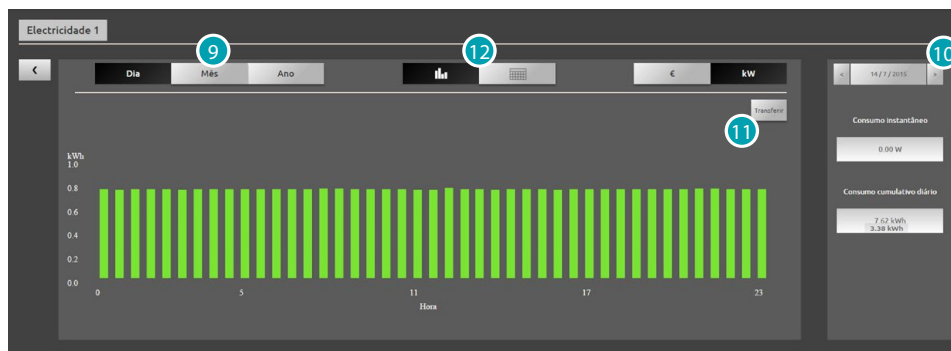 Electricidade 1
9
12
10
‹
Dia Mês Ano
€ kW
< 14 / 7 / 2015 >
Transferir
11
Consumo instantâneo
0.00 W
kWh
1.0
0.8
0.6
0.4
0.2
0.0
0 5 11 17 23
Hora
Consumo cumulativo diário
7.62 kWh
3.38 kWh